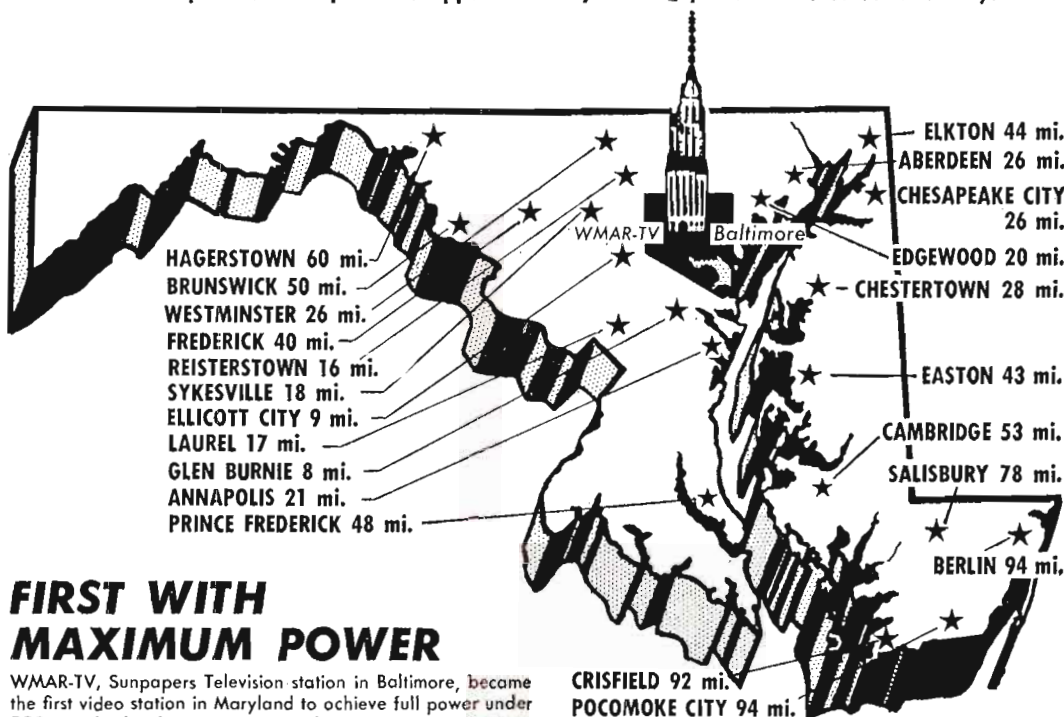 WMAR-TV Baltimore
HAGERSTOWN 60 mi.
BRUNSWICK 50 mi.
WESTMINSTER 26 mi.
FREDERICK 40 mi.
REISTERSTOWN 16 mi.
SYKESVILLE 18 mi.
ELLICOTT CITY 9 mi.
LAUREL 17 mi.
GLEN BURNIE 8 mi.
ANNAPOLIS 21 mi.
PRINCE FREDERICK 48 mi.
ELKTON 44 mi.
ABERDEEN 26 mi.
CHESAPEAKE CITY
26 mi.
EDGEWOOD 20 mi.
CHESTERTOWN 28 mi.
EASTON 43 mi.
CAMBRIDGE 53 mi.
SALISBURY 78 mi.
BERLIN 94 mi.
CRISFIELD 92 mi.
POCOMOKE CITY 94 mi.
FIRST WITH
MAXIMUM POWER
WMAR-TV, Sunpapers Television station in Baltimore, became
the first video station in Maryland to achieve full power under